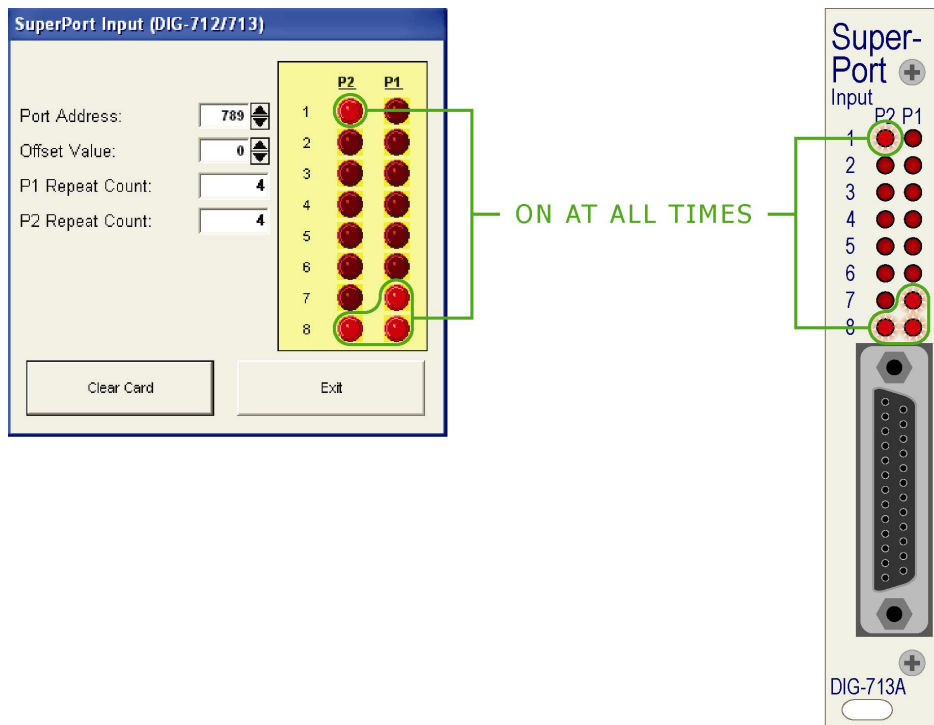 SuperPort Input (DIG-712/713)
P2 P1
Port Address: 789
Offset Value: 0
P1 Repeat Count: 4
P2 Repeat Count: 4
1
2
3
4
5
6
7
8
Clear Card
Exit
ON AT ALL TIMES
Super-
Port
Input
P2 P1
1
2
3
4
5
6
7
8
DIG-713A